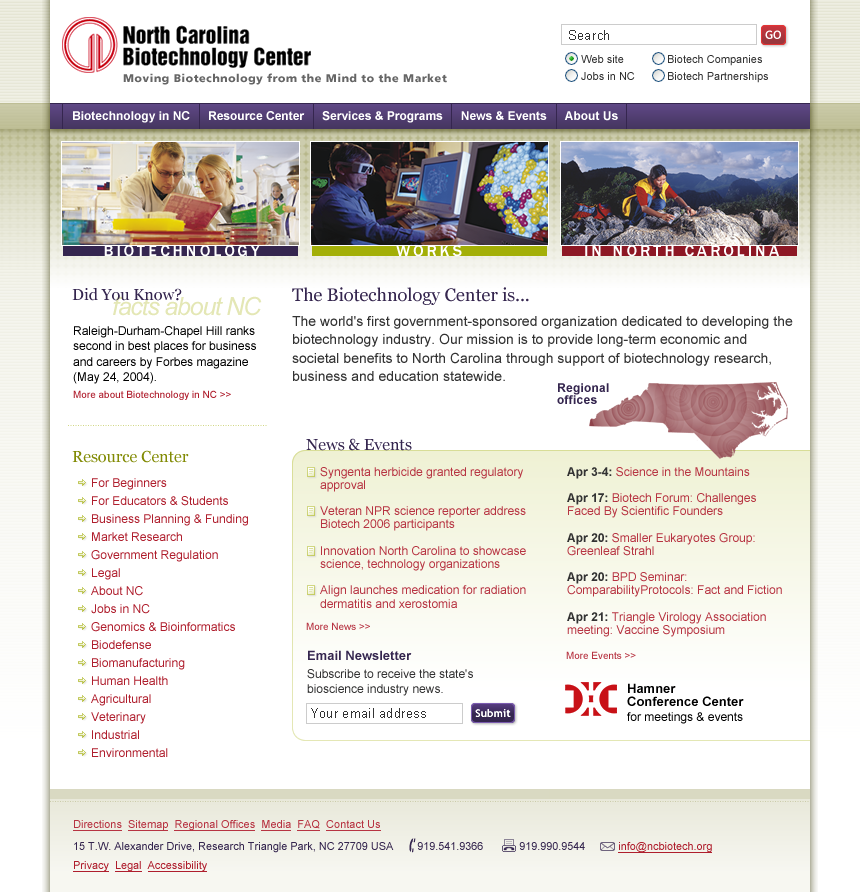 North Carolina
Biotechnology Center
Moving Biotechnology from the Mind to the Market
Search
GO
Web site
Biotech Companies
Jobs in NC
Biotech Partnerships
Biotechnology in NC
Resource Center
Services & Programs
News & Events
About Us
BIOTECHNOLOGY
WORKS
IN NORTH CAROLINA
Did You Know?
facts about NC
Raleigh-Durham-Chapel Hill ranks
second in best places for business
and careers by Forbes magazine
(May 24, 2004).
More about Biotechnology in NC >>
Resource Center
For Beginners
For Educators & Students
Business Planning & Funding
Market Research
Government Regulation
Legal
About NC
Jobs in NC
Genomics & Bioinformatics
Biodefense
Biomanufacturing
Human Health
Agricultural
Veterinary
Industrial
Environmental
The Biotechnology Center is...
The world's first government-sponsored organization dedicated to developing the
biotechnology industry. Our mission is to provide long-term economic and
societal benefits to North Carolina through support of biotechnology research,
business and education statewide.
Regional
offices
News & Events
Syngenta herbicide granted regulatory
approval
Veteran NPR science reporter address
Biotech 2006 participants
Innovation North Carolina to showcase
science, technology organizations
Align launches medication for radiation
dermatitis and xerostomia
More News >>
Email Newsletter
Subscribe to receive the state's
bioscience industry news.
Your email address
Submit
Apr 3-4: Science in the Mountains
Apr 17: Biotech Forum: Challenges
Faced By Scientific Founders
Apr 20: Smaller Eukaryotes Group:
Greenleaf Strahl
Apr 20: BPD Seminar:
ComparabilityProtocols: Fact and Fiction
Apr 21: Triangle Virology Association
meeting: Vaccine Symposium
More Events >>
Hamner
Conference Center
for meetings & events
Directions Sitemap Regional Offices Media FAQ Contact Us
15 T.W. Alexander Drive, Research Triangle Park, NC 27709 USA 919.541.9366 919.990.9544 info@ncbiotech.org
Privacy Legal Accessibility